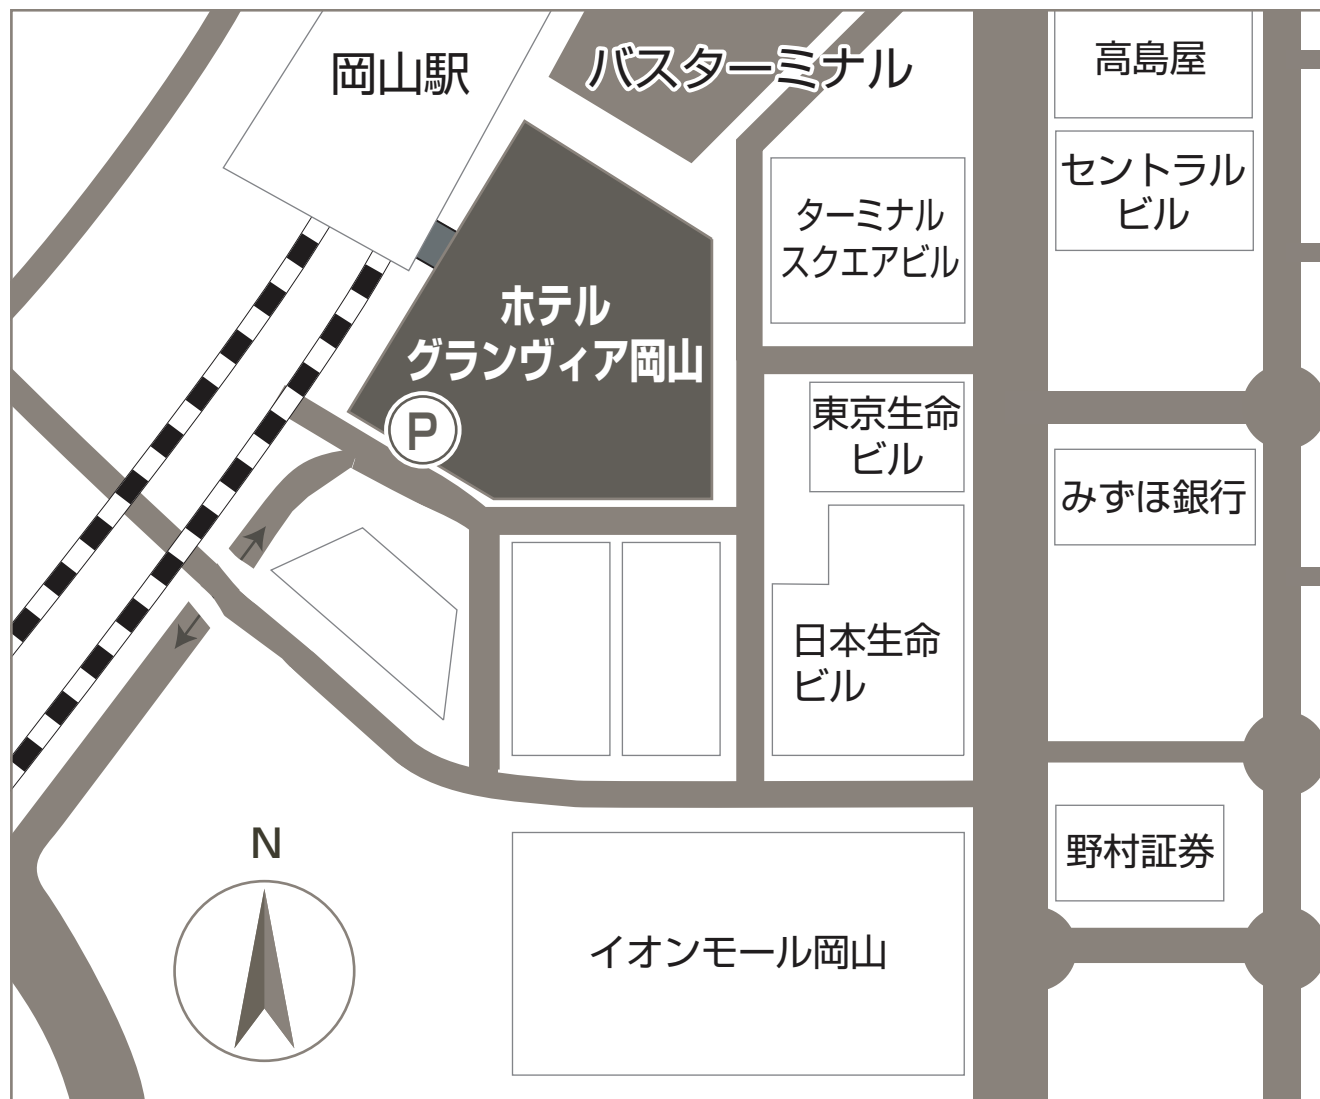 岡山駅
バスターミナル
高島屋
セントラル
ビル
ターミナル
スクエアビル
ホテル
グランヴィア岡山
P
東京生命
ビル
みずほ銀行
日本生命
ビル
野村証券
N
イオンモール岡山